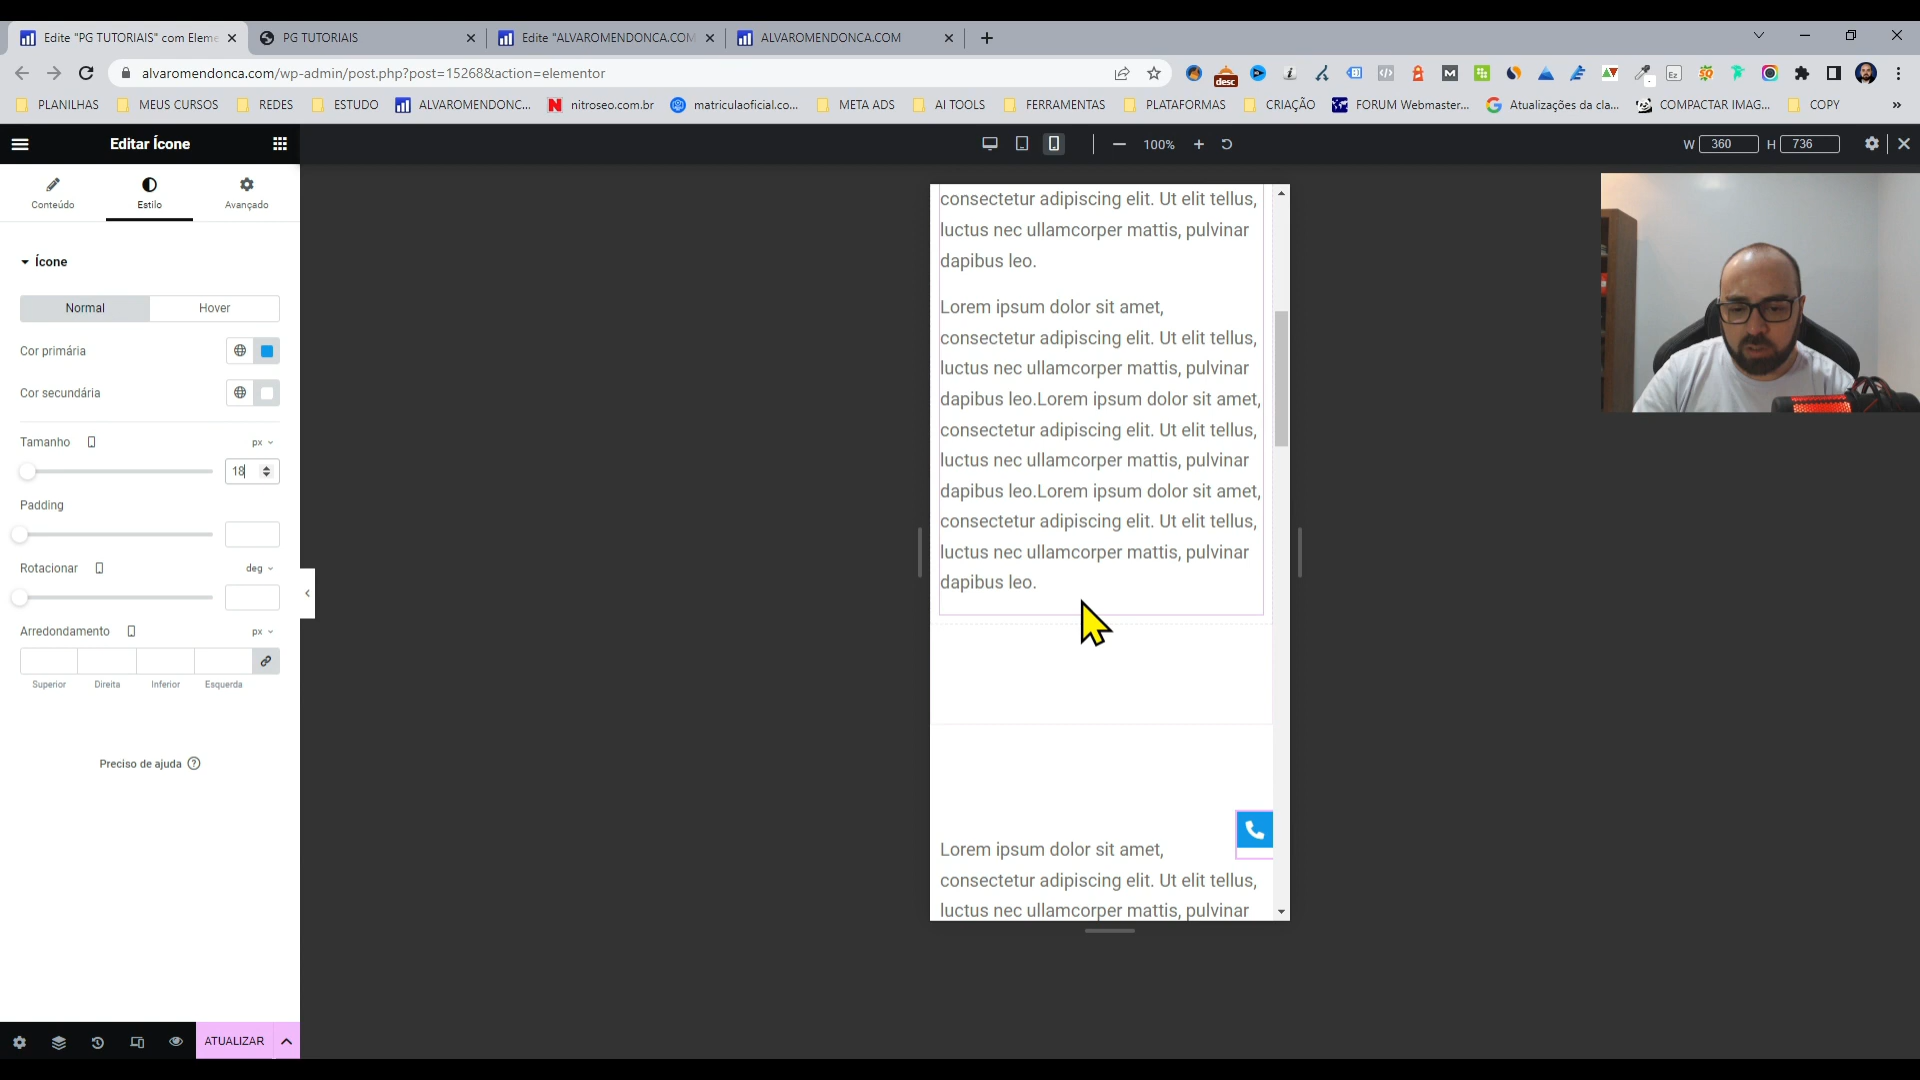 Edite "PG TUTORIAIS" com Eleme
PG TUTORIAIS
Edite "ALVAROMENDONCA.COM
ALVAROMENDONCA.COM
alvaromendonca.com/wp-admin/post.php?post=15268&action=elementor
desc
M
Ez
PLANILHAS
MEUS CURSOS
REDES
ESTUDO
ALVAROMENDONC...
nitroseo.com.br
matriculaoficial.co...
META ADS
AI TOOLS
FERRAMENTAS
PLATAFORMAS
CRIAÇÃO
FORUM Webmaster...
Atualizações da cla...
COMPACTAR IMAG...
COPY
Editar Ícone
100%
W 360 H 736
Conteúdo
Estilo
Avançado
Ícone
Normal
Hover
Cor primária
Cor secundária
Tamanho px
18
Padding
Rotacionar deg
Arredondamento px
Superior Direita Inferior Esquerda
Preciso de ajuda
ATUALIZAR
consectetur adipiscing elit. Ut elit tellus,
luctus nec ullamcorper mattis, pulvinar
dapibus leo.
Lorem ipsum dolor sit amet,
consectetur adipiscing elit. Ut elit tellus,
luctus nec ullamcorper mattis, pulvinar
dapibus leo.Lorem ipsum dolor sit amet,
consectetur adipiscing elit. Ut elit tellus,
luctus nec ullamcorper mattis, pulvinar
dapibus leo.Lorem ipsum dolor sit amet,
consectetur adipiscing elit. Ut elit tellus,
luctus nec ullamcorper mattis, pulvinar
dapibus leo.
Lorem ipsum dolor sit amet,
consectetur adipiscing elit. Ut elit tellus,
luctus nec ullamcorper mattis, pulvinar